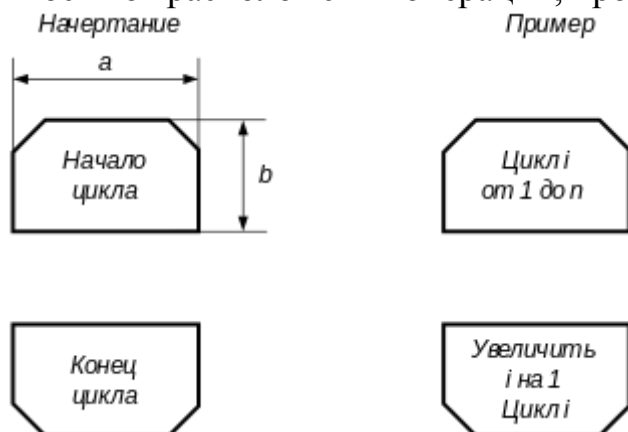 Начертание
Пример
a
Начало
цикла
b
Цикл i
от 1 до n
Конец
цикла
Увеличить
i на 1
Цикл i